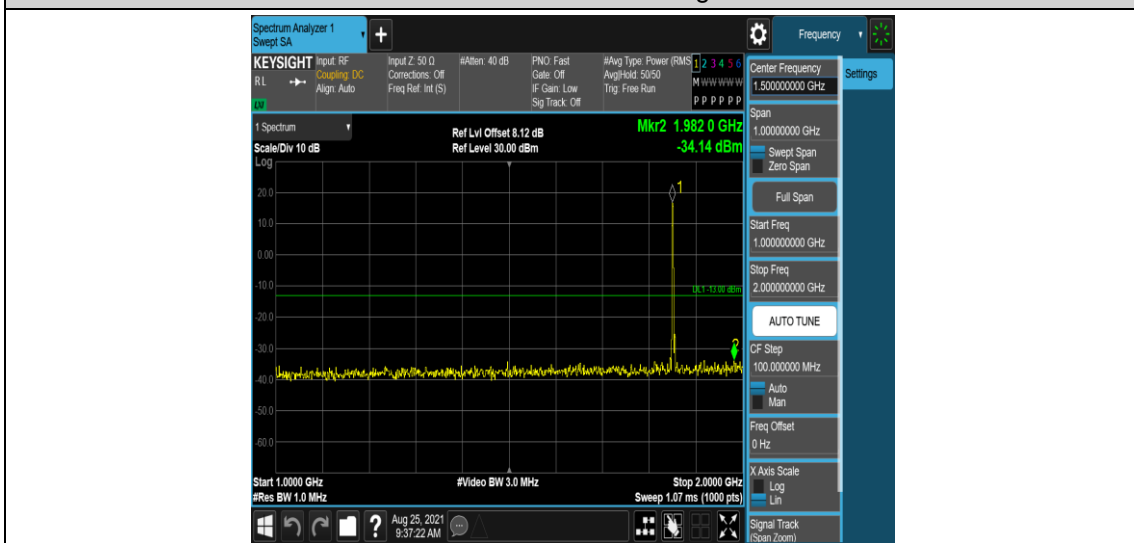 Spectrum Analyzer 1
Swept SA
Frequency
KEYSIGHT
RL
LXI
Input: RF
Coupling: DC
Align: Auto
Input Z: 50 Ω
Corrections: Off
Freq Ref: Int (S)
#Atten: 40 dB
PNO: Fast
Gate: Off
IF Gain: Low
Sig Track: Off
#Avg Type: Power (RMS
Avg|Hold: 50/50
Trig: Free Run
1 2 3 4 5 6
M W W W W W
P P P P P P
Center Frequency
1.500000000 GHz
Settings
1 Spectrum
Scale/Div 10 dB
Log
Ref Lvl Offset 8.12 dB
Ref Level 30.00 dBm
Mkr2 1.982 0 GHz
-34.14 dBm
Span
1.00000000 GHz
Swept Span
Zero Span
Full Span
Start Freq
1.000000000 GHz
Stop Freq
2.000000000 GHz
AUTO TUNE
CF Step
100.000000 MHz
Auto
Man
Freq Offset
0 Hz
X Axis Scale
Log
Lin
Signal Track
(Span Zoom)
20.0
10.0
0.00
-10.0
-20.0
-30.0
-40.0
-50.0
-60.0
1
DL1 -13.00 dBm
2
Start 1.0000 GHz
#Res BW 1.0 MHz
#Video BW 3.0 MHz
Stop 2.0000 GHz
Sweep 1.07 ms (1000 pts)
?
Aug 25, 2021
9:37:22 AM